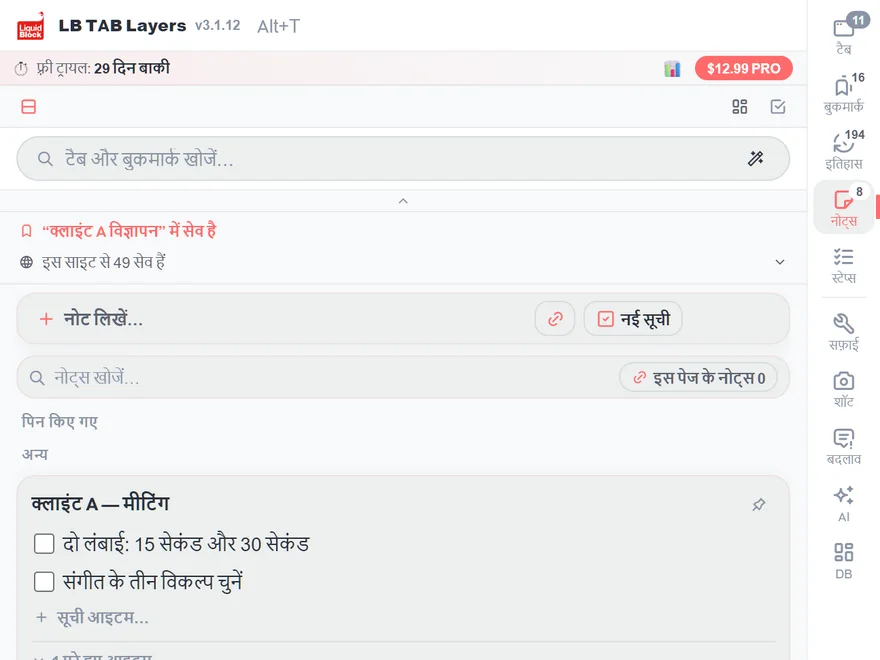 Liquid Block
LB TAB Layers v3.1.12 Alt+T
फ़्री ट्रायल: 29 दिन बाकी
$12.99 PRO
टैब और बुकमार्क खोजें…
“क्लाइंट A विज्ञापन” में सेव है
इस साइट से 49 सेव हैं
+ नोट लिखें…
नई सूची
नोट्स खोजें…
इस पेज के नोट्स 0
पिन किए गए
अन्य
क्लाइंट A — मीटिंग
दो लंबाई: 15 सेकंड और 30 सेकंड
संगीत के तीन विकल्प चुनें
+ सूची आइटम…
11
टैब
16
बुकमार्क
194
इतिहास
8
नोट्स
स्टेप्स
सफ़ाई
शॉट
बदलाव
AI
DB